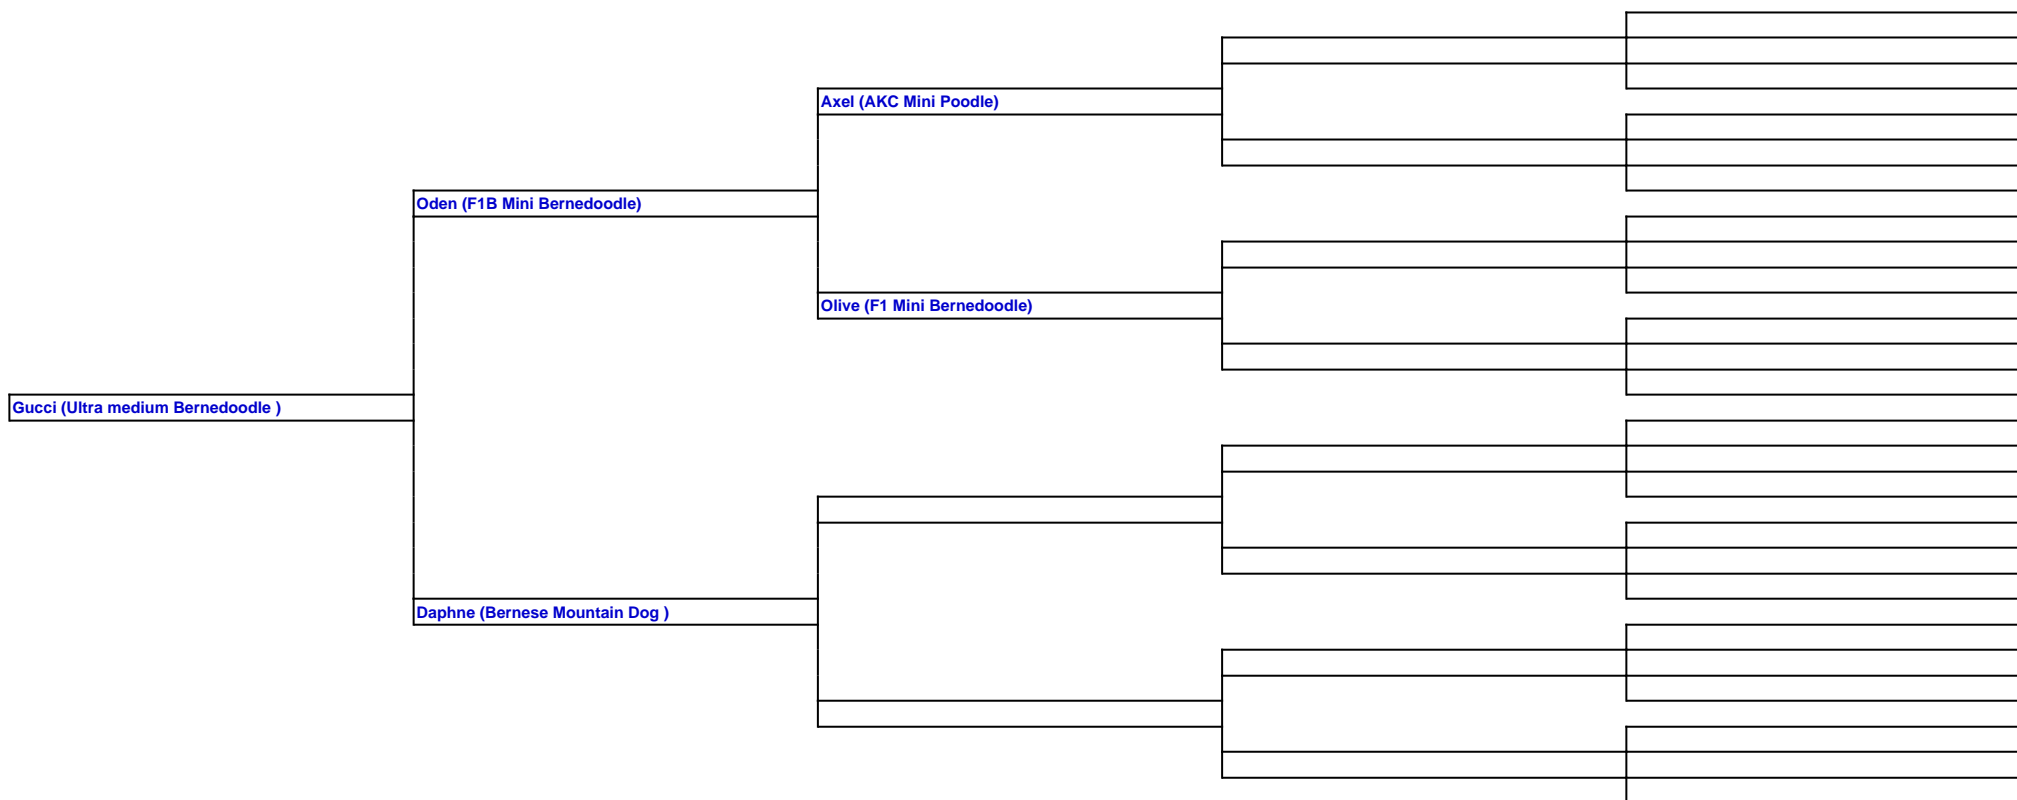 Axel (AKC Mini Poodle)
Oden (F1B Mini Bernedoodle)
Olive (F1 Mini Bernedoodle)
Gucci (Ultra medium Bernedoodle )
Daphne (Bernese Mountain Dog )